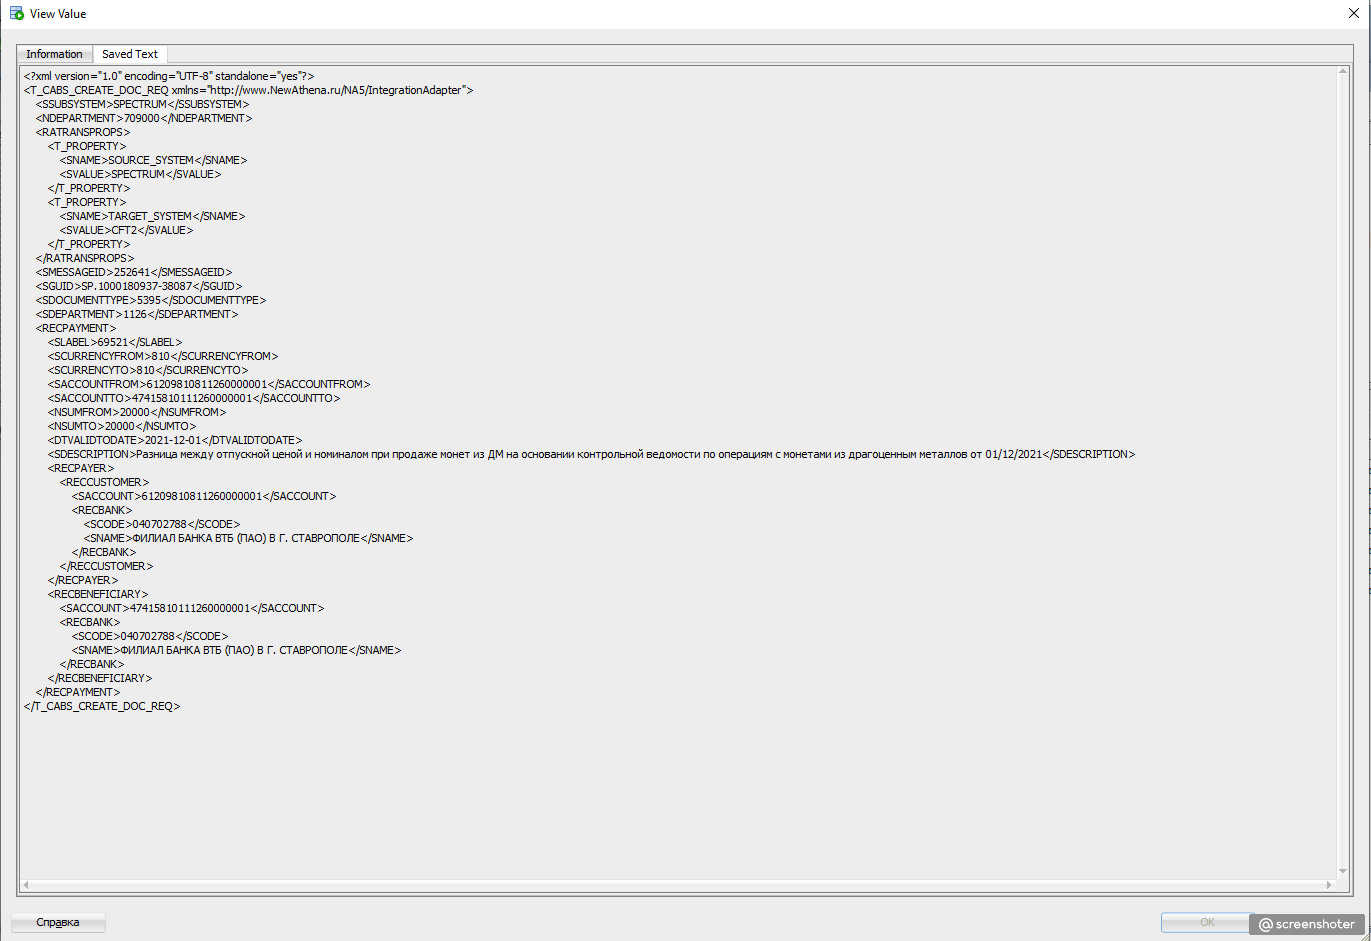 View Value
Information
Saved Text
<?xml version="1.0" encoding="UTF-8" standalone="yes"?>
<T_CABS_CREATE_DOC_REQ xmlns="http://www.NewAthena.ru/NA5/IntegrationAdapter">
<SSUBSYSTEM>SPECTRUM</SSUBSYSTEM>
<NDEPARTMENT>709000</NDEPARTMENT>
<RATRANSPROPS>
<T_PROPERTY>
<SNAME>SOURCE_SYSTEM</SNAME>
<SVALUE>SPECTRUM</SVALUE>
</T_PROPERTY>
<T_PROPERTY>
<SNAME>TARGET_SYSTEM</SNAME>
<SVALUE>CFT2</SVALUE>
</T_PROPERTY>
</RATRANSPROPS>
<SMESSAGEID>252641</SMESSAGEID>
<SGUID>SP.1000180937-38087</SGUID>
<SDOCUMENTTYPE>5395</SDOCUMENTTYPE>
<SDEPARTMENT>1126</SDEPARTMENT>
<RECPAYMENT>
<SLABEL>69521</SLABEL>
<SCURRENCYFROM>810</SCURRENCYFROM>
<SCURRENCYTO>810</SCURRENCYTO>
<SACCOUNTFROM>61209810811260000001</SACCOUNTFROM>
<SACCOUNTTO>47415810111260000001</SACCOUNTTO>
<NSUMFROM>20000</NSUMFROM>
<NSUMTO>20000</NSUMTO>
<DTVALIDTODATE>2021-12-01</DTVALIDTODATE>
<SDESCRIPTION>Разница между отпускной ценой и номиналом при продаже монет из ДМ на основании контрольной ведомости по операциям с монетами из драгоценным металлов от 01/12/2021</SDESCRIPTION>
<RECPAYER>
<RECCUSTOMER>
<SACCOUNT>61209810811260000001</SACCOUNT>
<RECBANK>
<SCODE>040702788</SCODE>
<SNAME>ФИЛИАЛ БАНКА ВТБ (ПАО) В Г. СТАВРОПОЛЕ</SNAME>
</RECBANK>
</RECCUSTOMER>
</RECPAYER>
<RECBENEFICIARY>
<SACCOUNT>47415810111260000001</SACCOUNT>
<RECBANK>
<SCODE>040702788</SCODE>
<SNAME>ФИЛИАЛ БАНКА ВТБ (ПАО) В Г. СТАВРОПОЛЕ</SNAME>
</RECBANK>
</RECBENEFICIARY>
</RECPAYMENT>
</T_CABS_CREATE_DOC_REQ>
Справка
OK
@screenshoter